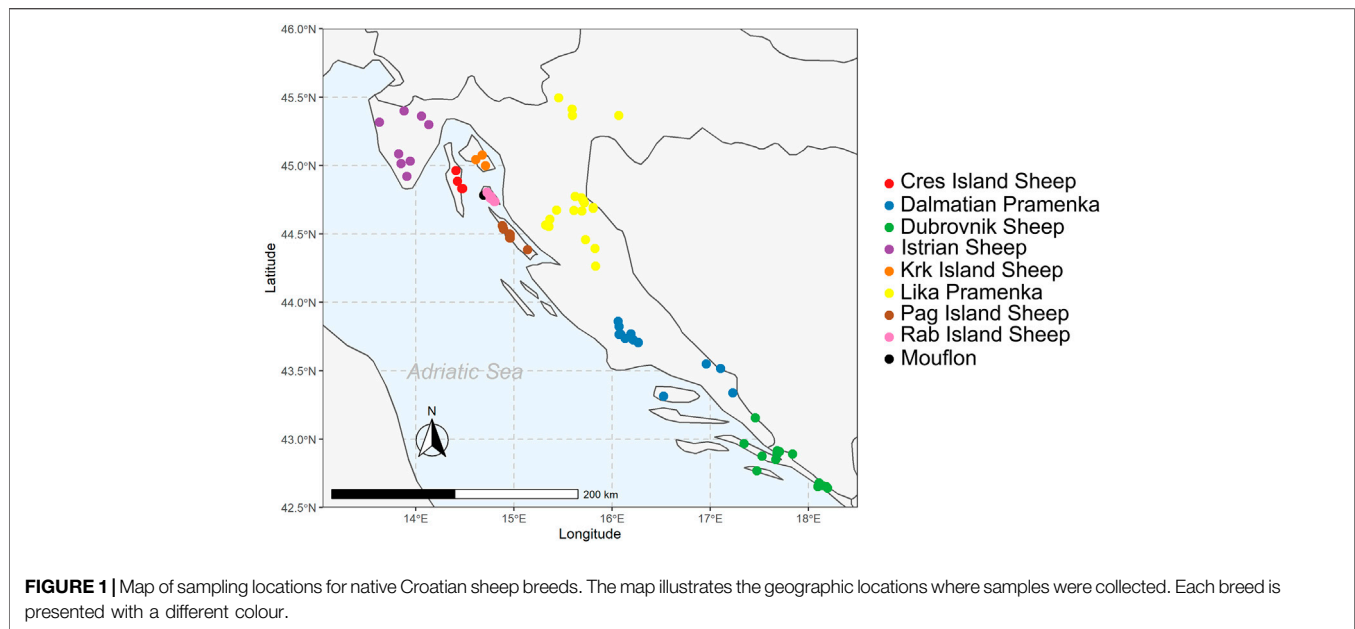 46.0°N
45.5°N
45.0°N
44.5°N
44.0°N
43.5°N
43.0°N
42.5°N
Latitude
Adriatic Sea
N
200 km
14°E 15°E 16°E 17°E 18°E
Longitude
Cres Island Sheep
Dalmatian Pramenka
Dubrovnik Sheep
Istrian Sheep
Krk Island Sheep
Lika Pramenka
Pag Island Sheep
Rab Island Sheep
Mouflon
FIGURE 1 | Map of sampling locations for native Croatian sheep breeds. The map illustrates the geographic locations where samples were collected. Each breed is
presented with a different colour.